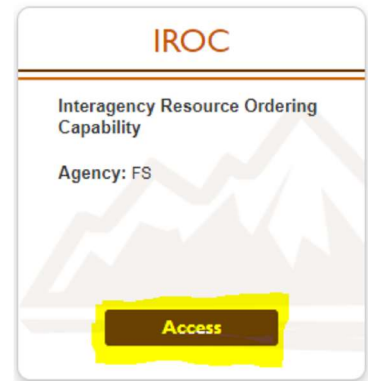 IROC
Interagency Resource Ordering
Capability
Agency: FS
Access